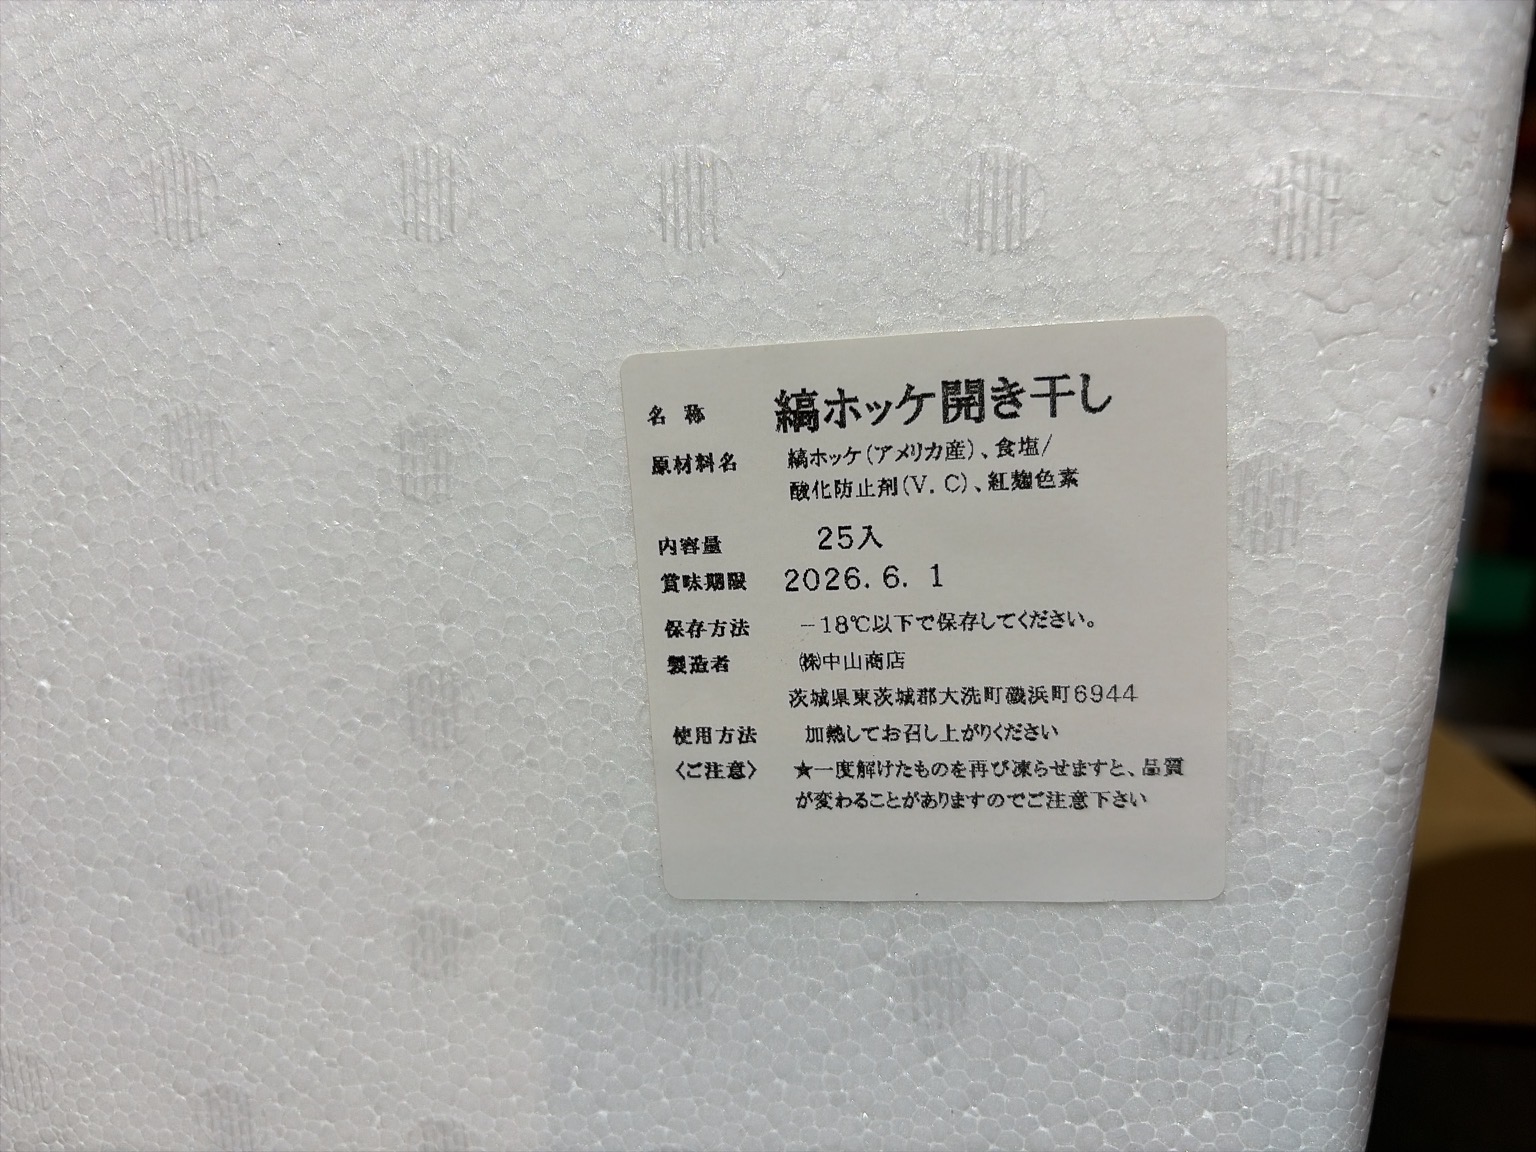 名 称 縞ホッケ開き干し
原材料名 縞ホッケ(アメリカ産)、食塩/
酸化防止剤(V. C)、紅麹色素
内容量 25入
賞味期限 2026. 6. 1
保存方法 －18℃以下で保存してください。
製造者 ㈱中山商店
茨城県東茨城郡大洗町磯浜町6944
使用方法 加熱してお召し上がりください
〈ご注意〉 ★一度解けたものを再び凍らせますと、品質
が変わることがありますのでご注意下さい